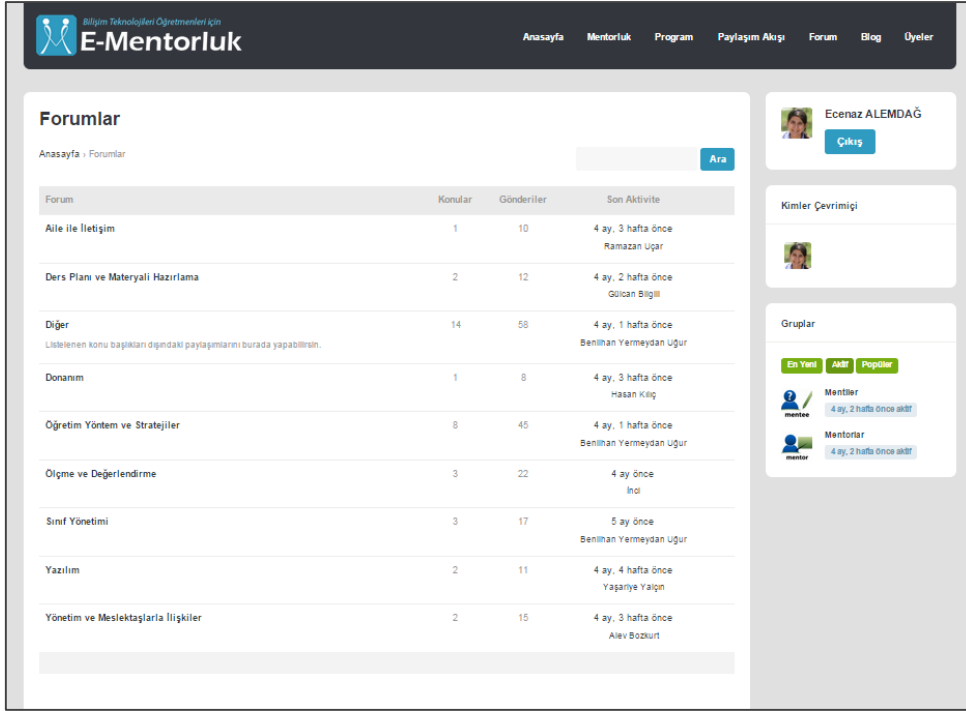 Bilişim Teknolojileri Öğretmenleri için
E-Mentorluk
Anasayfa Mentorluk Program Paylaşım Akışı Forum Blog Üyeler
Forumlar
Anasayfa › Forumlar
Ara
Forum Konular Gönderiler Son Aktivite
Aile ile İletişim 1 10 4 ay, 3 hafta önce
Ramazan Uçar
Ders Planı ve Materyali Hazırlama 2 12 4 ay, 2 hafta önce
Gülcan Bilgili
Diğer 14 58 4 ay, 1 hafta önce
Listelenen konu başlıkları dışındaki paylaşımlarını burada yapabilirsin.
Benlihan Yermeydan Uğur
Donanım 1 8 4 ay, 3 hafta önce
Hasan Kılıç
Öğretim Yöntem ve Stratejiler 8 45 4 ay, 1 hafta önce
Benlihan Yermeydan Uğur
Ölçme ve Değerlendirme 3 22 4 ay önce
İnci
Sınıf Yönetimi 3 17 5 ay önce
Benlihan Yermeydan Uğur
Yazılım 2 11 4 ay, 4 hafta önce
Yaşariye Yalçın
Yönetim ve Meslektaşlarla İlişkiler 2 15 4 ay, 3 hafta önce
Alev Bozkurt
Ecenaz ALEMDAĞ
Çıkış
Kimler Çevrimiçi
Gruplar
En Yeni Aktif Popüler
mentee
Mentiler
4 ay, 2 hafta önce aktif
mentor
Mentorlar
4 ay, 2 hafta önce aktif